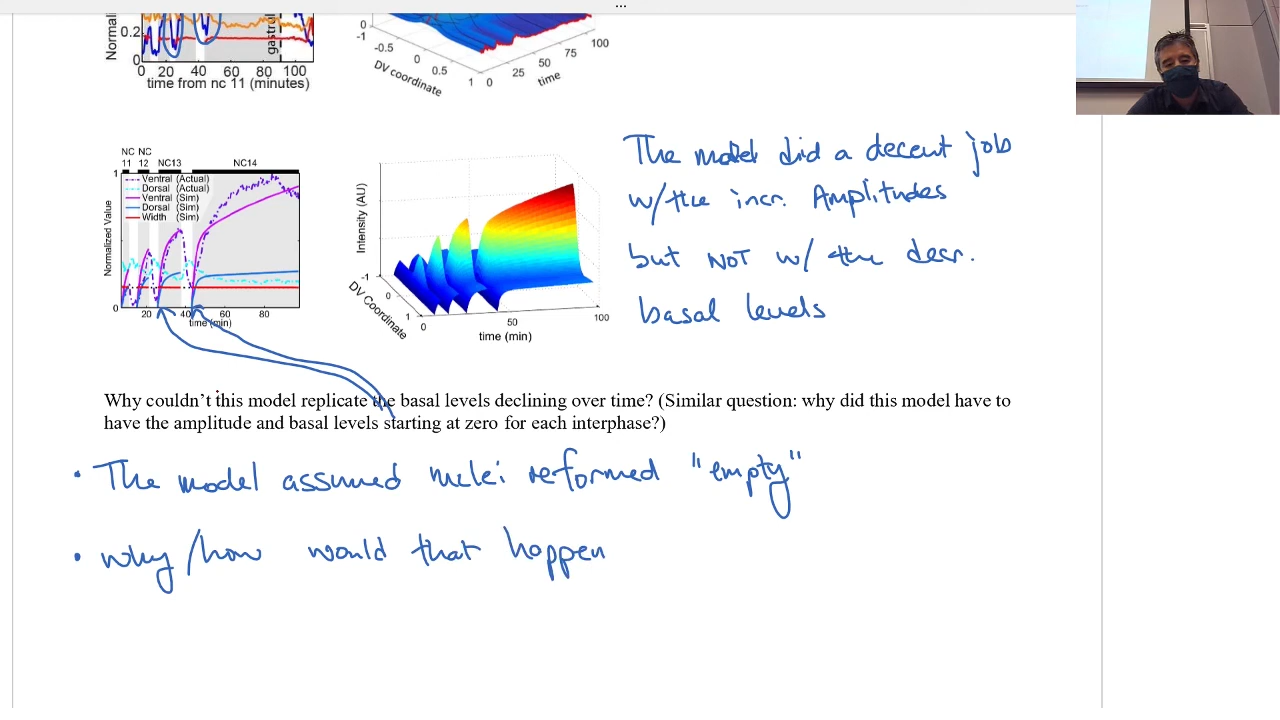 ...
Normali
0.2
0
0 20 40 60 80 100
time from nc 11 (minutes)
gastrul
0
-1
-0.5
0
0.5
1
DV coordinate
0
25
50
75
100
time
NC NC
11 12 NC13 NC14
1
Ventral (Actual)
Dorsal (Actual)
Ventral (Sim)
Dorsal (Sim)
Width (Sim)
Normalized Value
0
20 40 60 80
time (min)
Intensity (AU)
-1
0
1
DV Coordinate
0
50
100
time (min)
The model did a decent job
w/the incr. Amplitudes
but NOT w/ the decr.
basal levels
Why couldn't this model replicate the basal levels declining over time? (Similar question: why did this model have to
have the amplitude and basal levels starting at zero for each interphase?)
• The model assumed nuclei reformed "empty"
• why/how would that happen